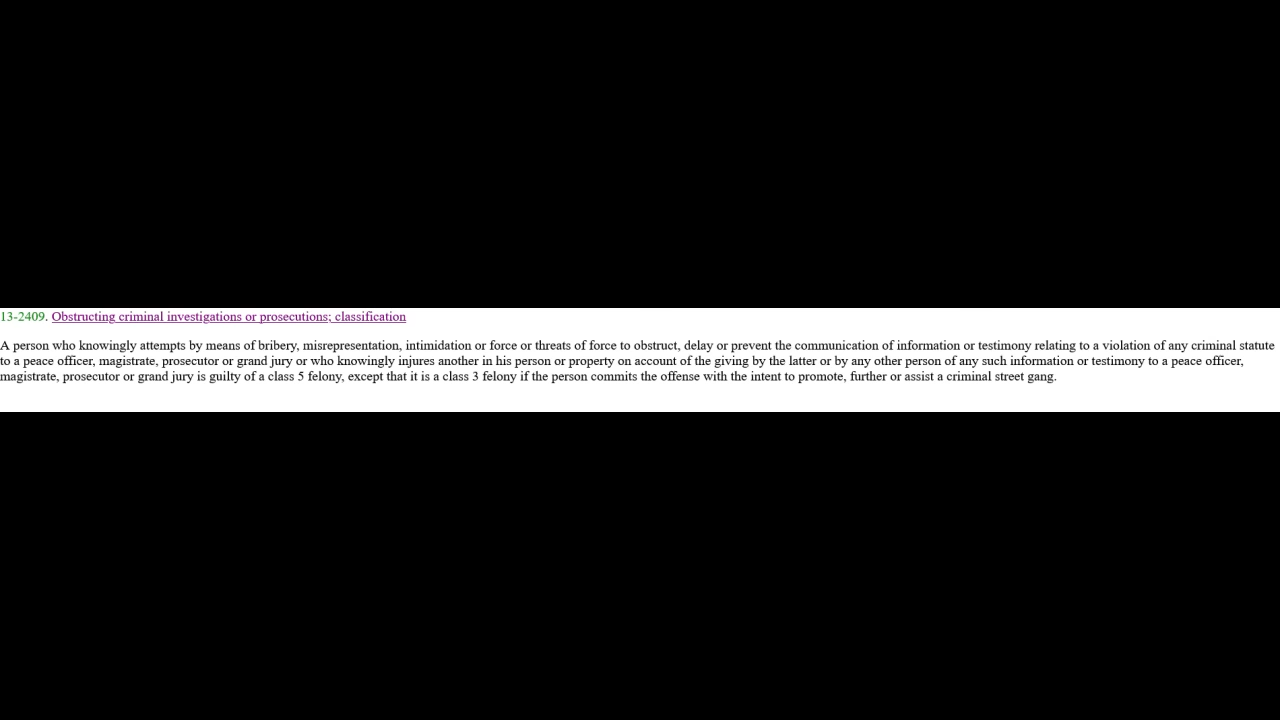 13-2409. Obstructing criminal investigations or prosecutions; classification
A person who knowingly attempts by means of bribery, misrepresentation, intimidation or force or threats of force to obstruct, delay or prevent the communication of information or testimony relating to a violation of any criminal statute
to a peace officer, magistrate, prosecutor or grand jury or who knowingly injures another in his person or property on account of the giving by the latter or by any other person of any such information or testimony to a peace officer,
magistrate, prosecutor or grand jury is guilty of a class 5 felony, except that it is a class 3 felony if the person commits the offense with the intent to promote, further or assist a criminal street gang.